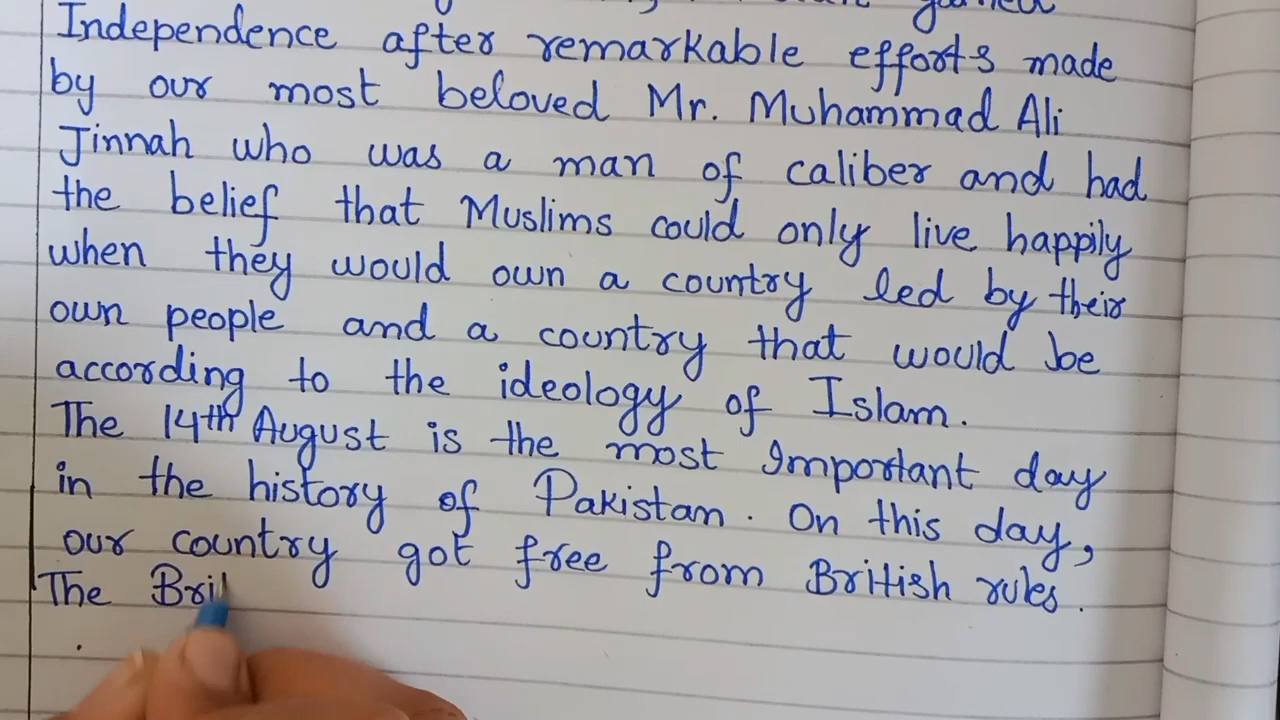 gained
Independence after remarkable efforts made
by our most beloved Mr. Muhammad Ali
Jinnah who was a man of caliber and had
the belief that Muslims could only live happily
when they would own a country led by their
own people and a country that would be
according to the ideology of Islam.
The 14th August is the most Important day
in the history of Pakistan. On this day,
our country got free from British rules.
The Bri